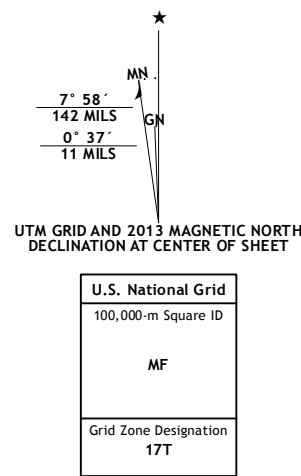 ★
MN
7° 58´
142 MILS
GN
0° 37´
11 MILS
UTM GRID AND 2013 MAGNETIC NORTH
DECLINATION AT CENTER OF SHEET
U.S. National Grid
100,000-m Square ID
MF
Grid Zone Designation
17T